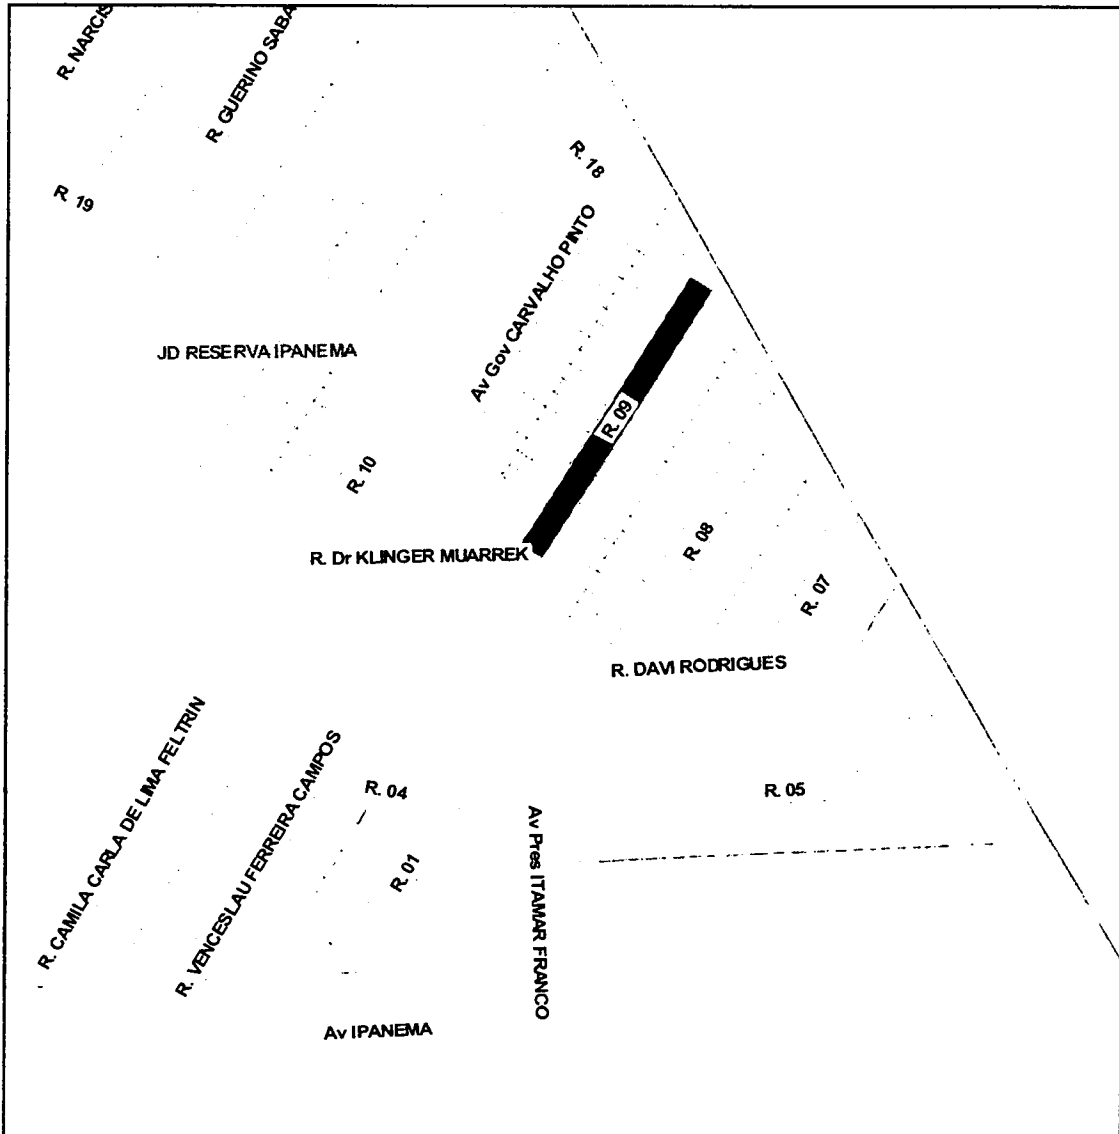 R. NARCIS
R. GUERINO SABA
R. 18
R 19
Av Gov CARVALHO PINTO
JD RESERVA IPANEMA
R. 09
R. 10
R. Dr KLINGER MUARREK
R. 08
R. 07
R. DAVI RODRIGUES
R. CAMILA CARLA DE LIMA FELTRIN
R. VENCESLAU FERREIRA CAMPOS
R. 04
R. 05
R. 01
Av Pres ITAMAR FRANCO
Av IPANEMA